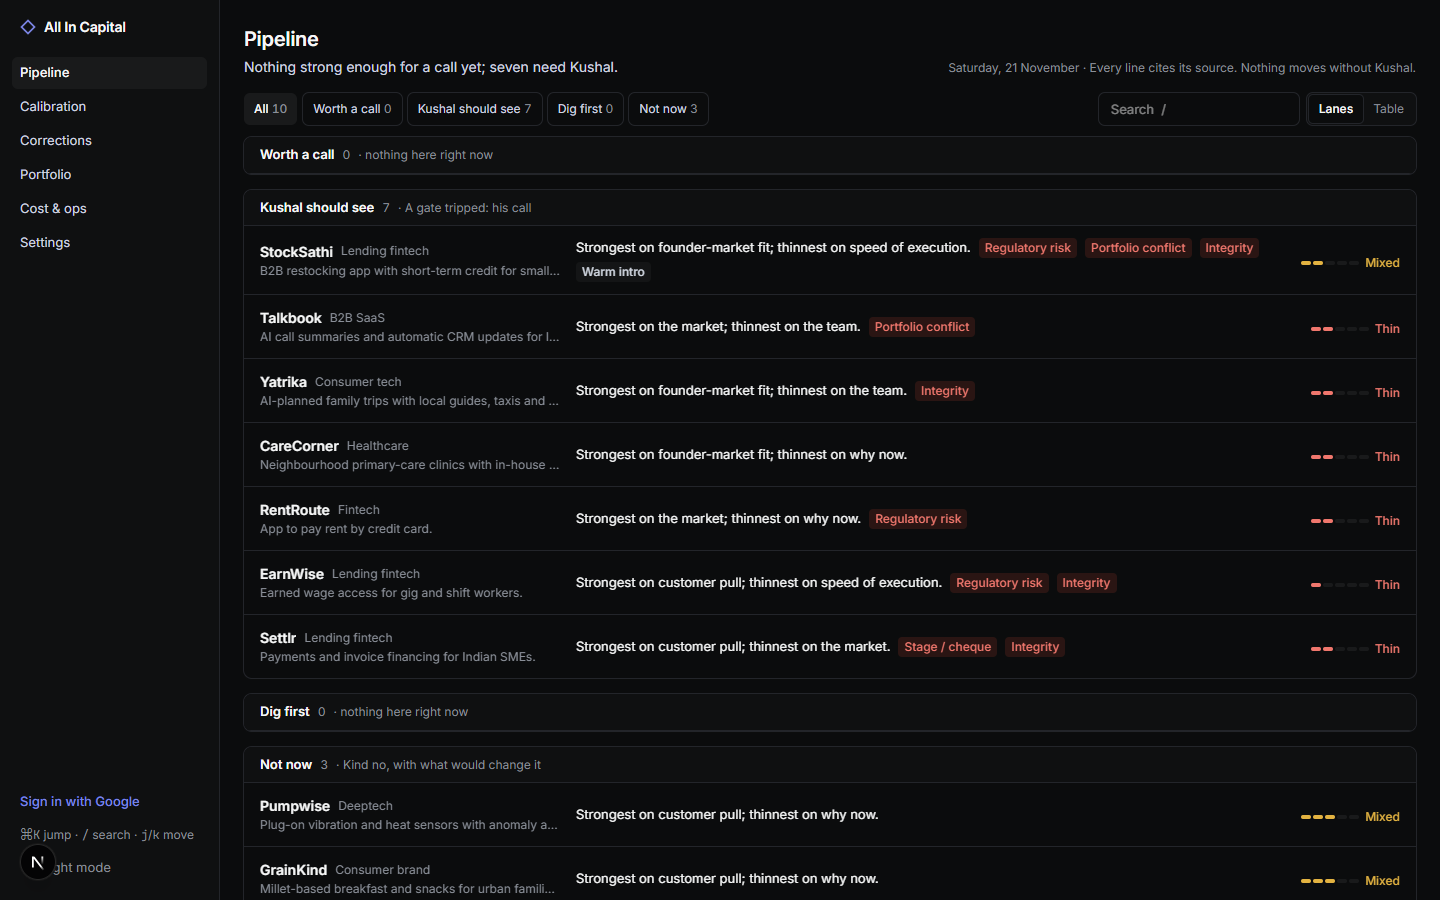 All In Capital
Pipeline
Calibration
Corrections
Portfolio
Cost & ops
Settings
Sign in with Google
⌘K jump · / search · j/k move
N
ght mode
Pipeline
Nothing strong enough for a call yet; seven need Kushal.
Saturday, 21 November · Every line cites its source. Nothing moves without Kushal.
All 10 Worth a call 0 Kushal should see 7 Dig first 0 Not now 3
Search /
Lanes Table
Worth a call 0 · nothing here right now
Kushal should see 7 · A gate tripped: his call
StockSathi Lending fintech
B2B restocking app with short-term credit for small...
Strongest on founder-market fit; thinnest on speed of execution. Regulatory risk Portfolio conflict Integrity
Warm intro
Mixed
Talkbook B2B SaaS
AI call summaries and automatic CRM updates for l...
Strongest on the market; thinnest on the team. Portfolio conflict
Thin
Yatrika Consumer tech
AI-planned family trips with local guides, taxis and ...
Strongest on founder-market fit; thinnest on the team. Integrity
Thin
CareCorner Healthcare
Neighbourhood primary-care clinics with in-house ...
Strongest on founder-market fit; thinnest on why now.
Thin
RentRoute Fintech
App to pay rent by credit card.
Strongest on the market; thinnest on why now. Regulatory risk
Thin
EarnWise Lending fintech
Earned wage access for gig and shift workers.
Strongest on customer pull; thinnest on speed of execution. Regulatory risk Integrity
Thin
Settlr Lending fintech
Payments and invoice financing for Indian SMEs.
Strongest on customer pull; thinnest on the market. Stage / cheque Integrity
Thin
Dig first 0 · nothing here right now
Not now 3 · Kind no, with what would change it
Pumpwise Deeptech
Plug-on vibration and heat sensors with anomaly a...
Strongest on customer pull; thinnest on why now.
Mixed
GrainKind Consumer brand
Millet-based breakfast and snacks for urban famili...
Strongest on customer pull; thinnest on why now.
Mixed